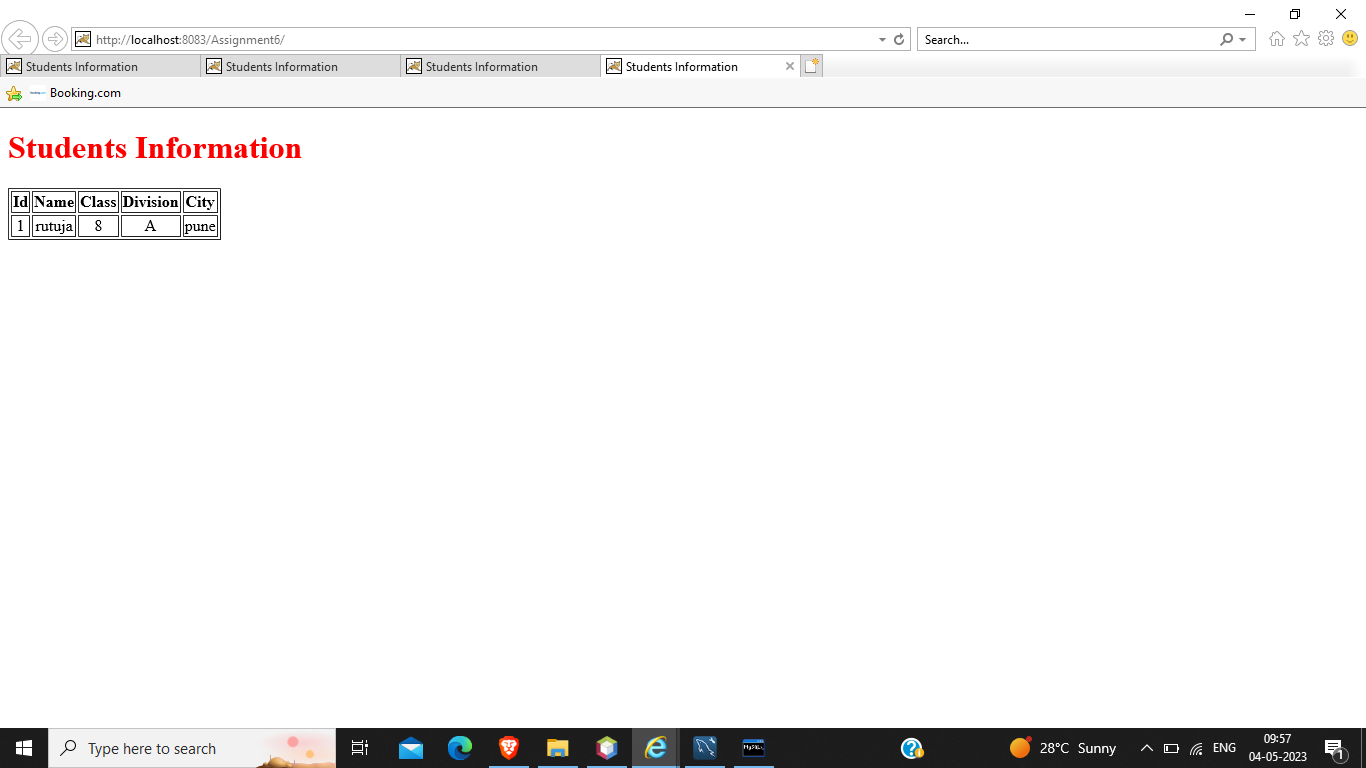 http://localhost:8083/Assignment6/
Search...
Students Information
Students Information
Students Information
Students Information
Booking.com
Students Information
Id Name Class Division City
1 rutuja 8 A pune
Type here to search
28°C Sunny
ENG
09:57
04-05-2023
1